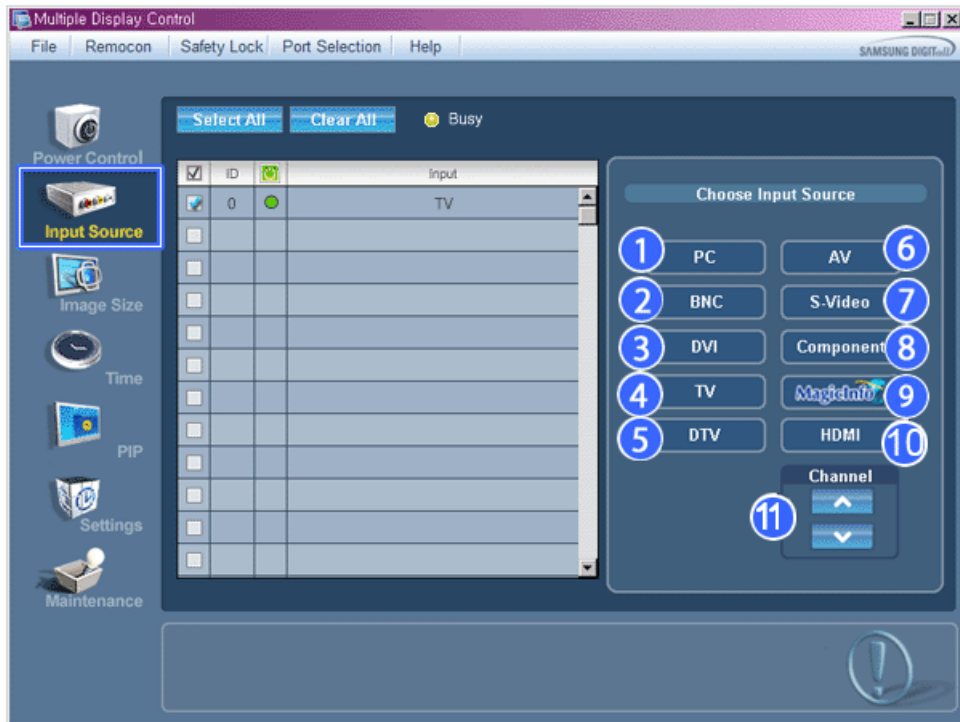 Multiple Display Control
File Remocon Safety Lock Port Selection Help
SAMSUNG DIGITall
Select All Clear All Busy
Power Control
Input Source
Image Size
Time
PIP
Settings
Maintenance
ID Input
0 TV
Choose Input Source
1 PC AV 6
2 BNC S-Video 7
3 DVI Component 8
4 TV MagicInfo 9
5 DTV HDMI 10
Channel
11